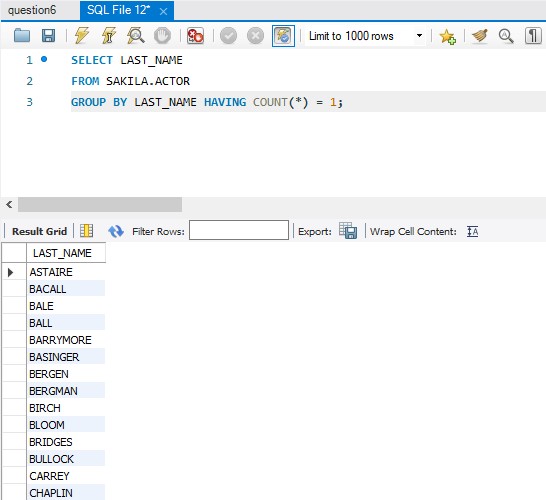 question6
SQL File 12*
Limit to 1000 rows
1 SELECT LAST_NAME
2 FROM SAKILA.ACTOR
3 GROUP BY LAST_NAME HAVING COUNT(*) = 1;
Result Grid Filter Rows: Export: Wrap Cell Content:
LAST_NAME
ASTAIRE
BACALL
BALE
BALL
BARRYMORE
BASINGER
BERGEN
BERGMAN
BIRCH
BLOOM
BRIDGES
BULLOCK
CARREY
CHAPLIN